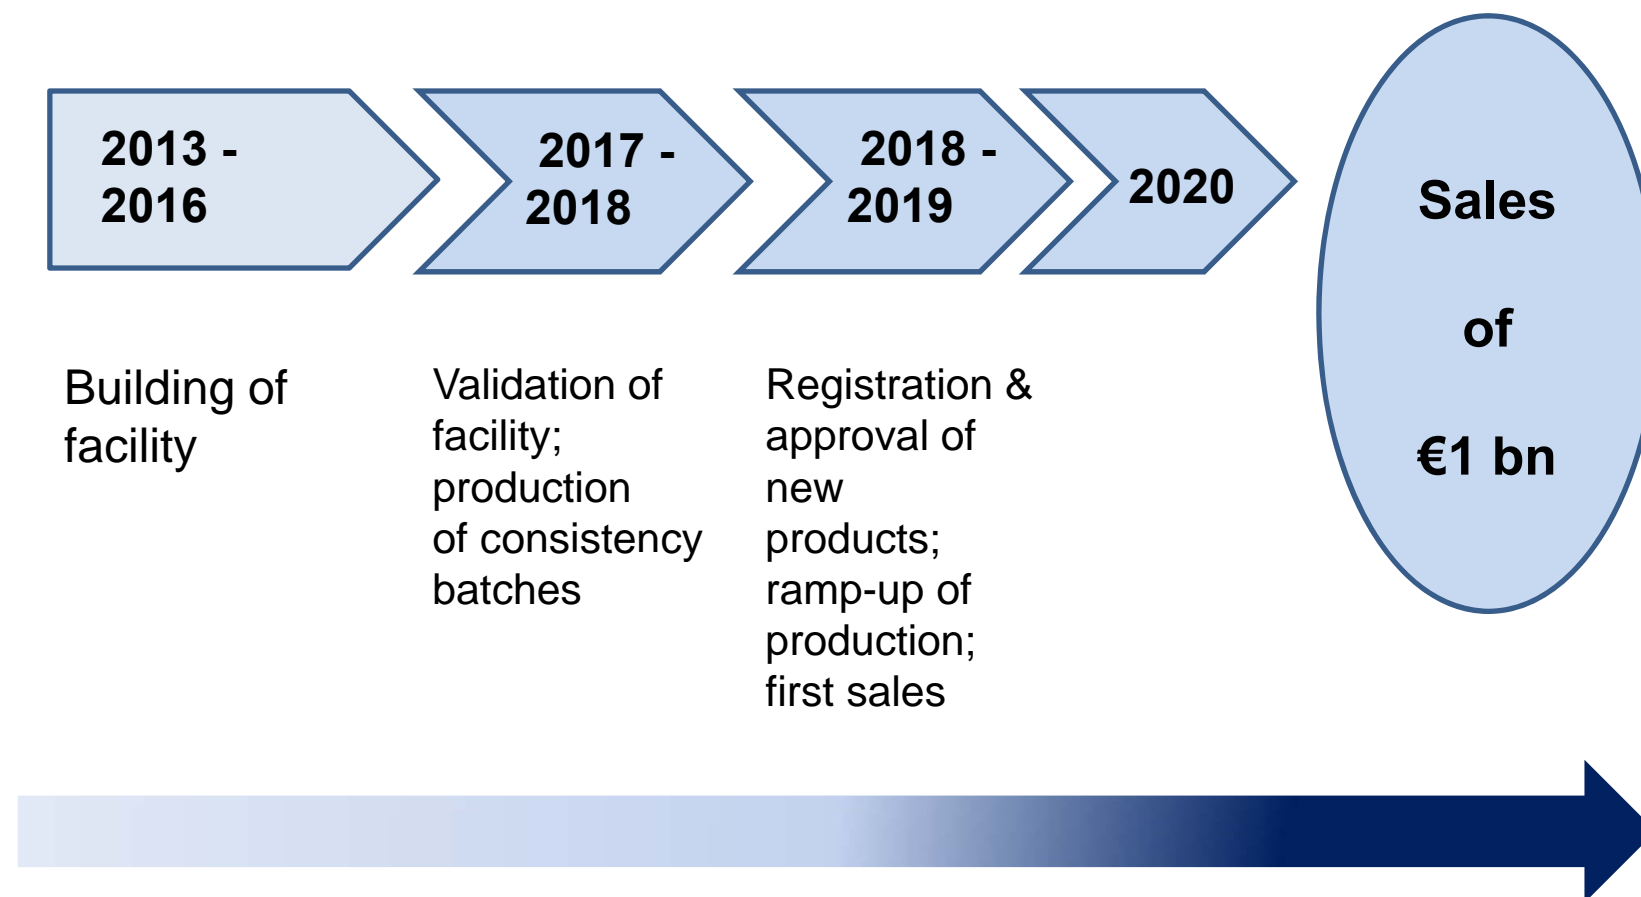 2013 -
2016
2017 -
2018
2018 -
2019
2020
Sales
of
€1 bn
Building of
facility
Validation of
facility;
production
of consistency
batches
Registration &
approval of
new
products;
ramp-up of
production;
first sales